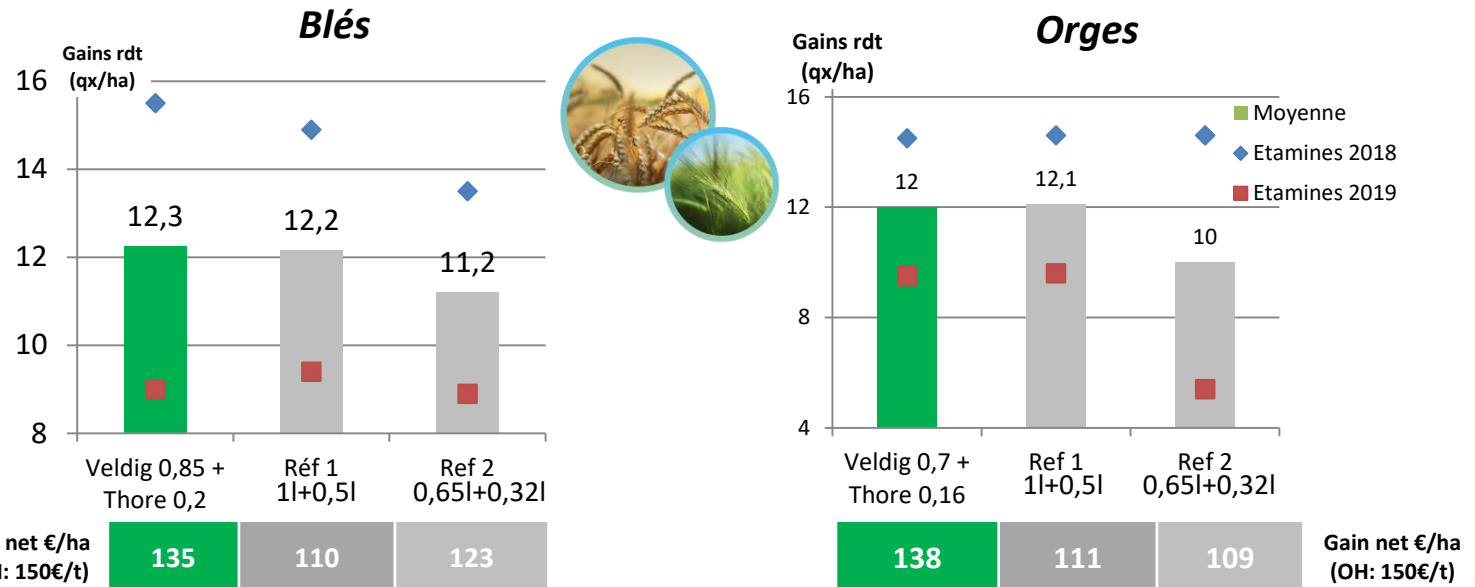 Blés
Gains rdt
(qx/ha)
16
14
12
10
8
12,3
12,2
11,2
Veldig 0,85 +
Thore 0,2
Réf 1
1l+0,5l
Ref 2
0,65l+0,32l
net €/ha
: 150€/t)
135
110
123
Orges
Gains rdt
(qx/ha)
16
12
8
4
Moyenne
Etamines 2018
Etamines 2019
12
12,1
10
Veldig 0,7 +
Thore 0,16
Ref 1
1l+0,5l
Ref 2
0,65l+0,32l
138
111
109
Gain net €/ha
(OH: 150€/t)